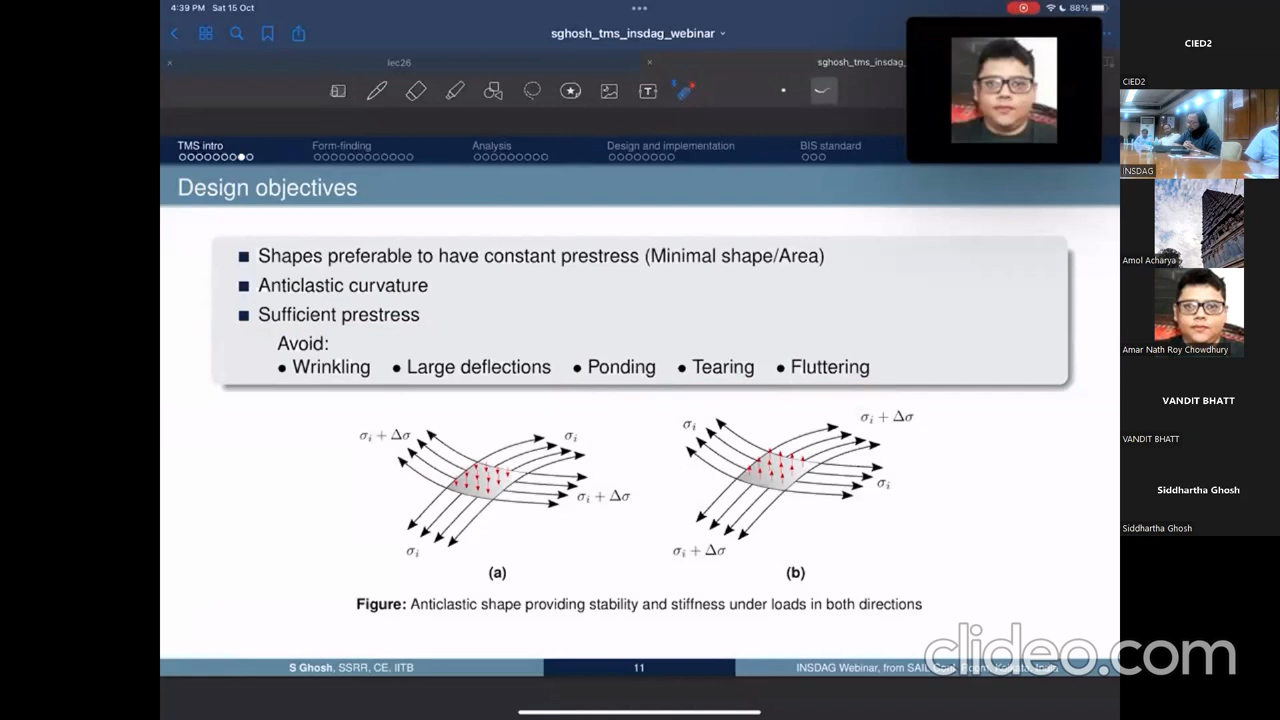 4:39 PM Sat 15 Oct
88%
sghosh_tms_insdag_webinar
lec26
sghosh_tms_insdag_
TMS intro
Form-finding
Analysis
Design and implementation
BIS standard
Design objectives
Shapes preferable to have constant prestress (Minimal shape/Area)
Anticlastic curvature
Sufficient prestress
Avoid:
• Wrinkling • Large deflections • Ponding • Tearing • Fluttering
σi + Δσ
σi
σi + Δσ
σi
(a)
σi
σi + Δσ
σi
σi + Δσ
(b)
Figure: Anticlastic shape providing stability and stiffness under loads in both directions
S Ghosh, SSRR, CE, IITB
11
INSDAG Webinar, from SAIL Conf. Room, Kolkata, India
clideo.com
CIED2
CIED2
INSDAG
Amol Acharya
Amar Nath Roy Chowdhury
VANDIT BHATT
VANDIT BHATT
Siddhartha Ghosh
Siddhartha Ghosh